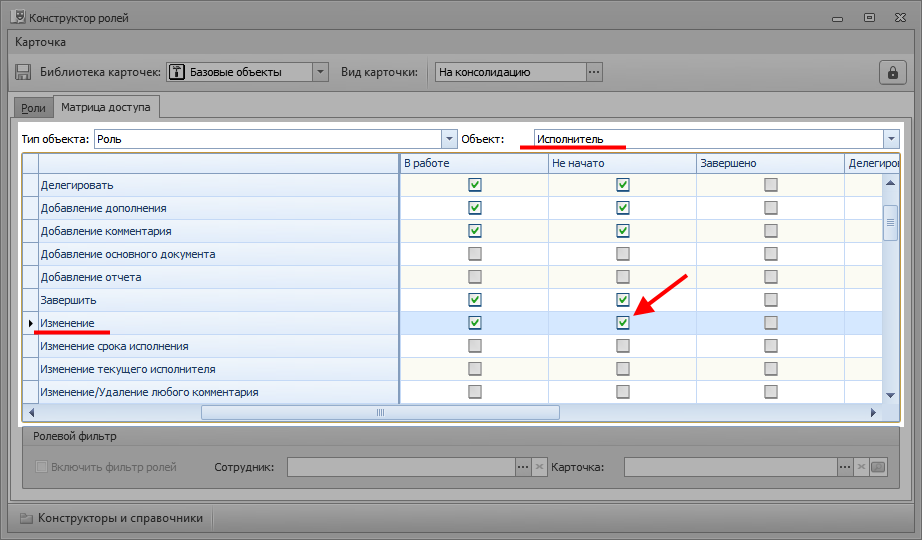 Конструктор ролей
Карточка
Библиотека карточек: Базовые объекты Вид карточки: На консолидацию
Роли Матрица доступа
Тип объекта: Роль Объект: Исполнитель
В работе Не начато Завершено Делегиров
Делегировать
Добавление дополнения
Добавление комментария
Добавление основного документа
Добавление отчета
Завершить
Изменение
Изменение срока исполнения
Изменение текущего исполнителя
Изменение/Удаление любого комментария
Ролевой фильтр
Включить фильтр ролей Сотрудник: Карточка:
Конструкторы и справочники